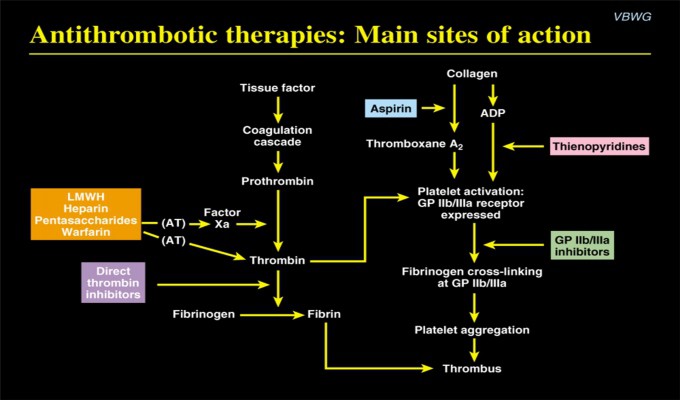 VBWG
Antithrombotic therapies: Main sites of action
Collagen
Tissue factor
Aspirin
ADP
Coagulation
cascade
Thromboxane A2
Thienopyridines
Prothrombin
Platelet activation:
GP IIb/IIIa receptor
expressed
LMWH
Heparin
Pentasaccharides
Warfarin
(AT)
Factor
Xa
(AT)
GP IIb/IIIa
inhibitors
Thrombin
Direct
thrombin
inhibitors
Fibrinogen cross-linking
at GP IIb/IIIa
Fibrinogen
Fibrin
Platelet aggregation
Thrombus